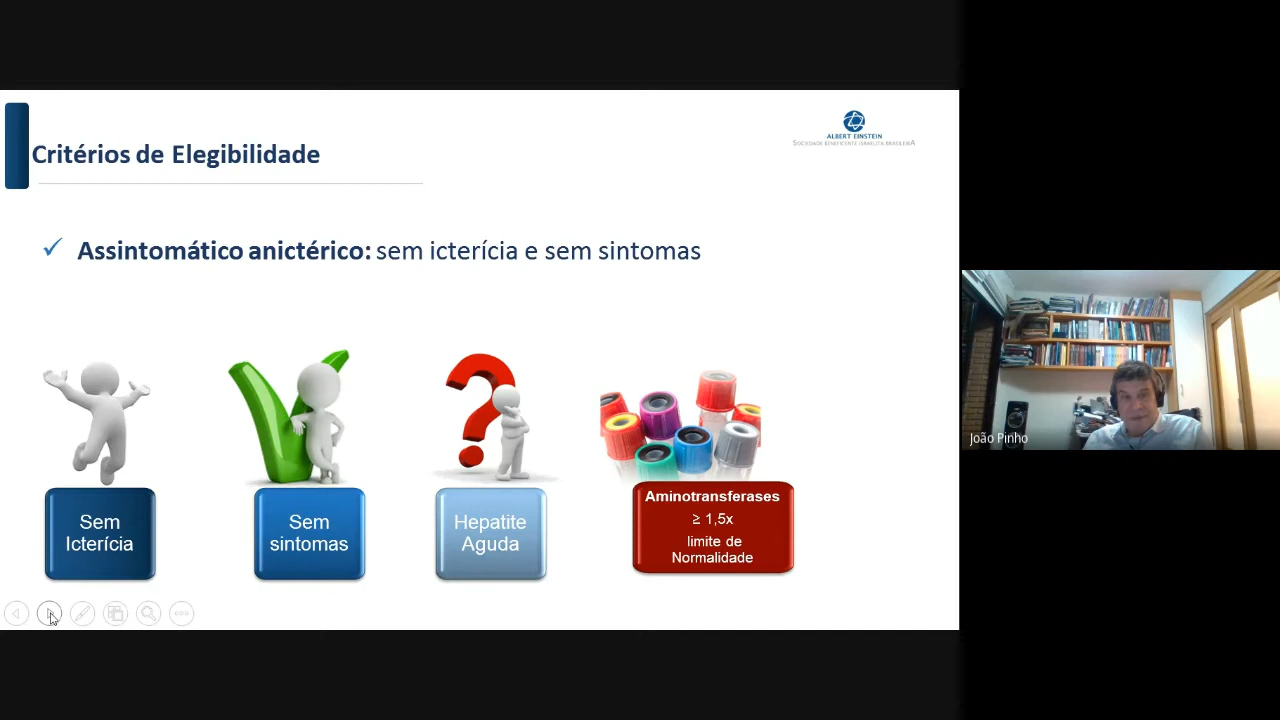 Critérios de Elegibilidade
ALBERT EINSTEIN
SOCIEDADE BENEFICENTE ISRAELITA BRASILEIRA
Assintomático anictérico: sem icterícia e sem sintomas
Sem
Icterícia
Sem
sintomas
Hepatite
Aguda
Aminotransferases
≥ 1,5x
limite de
Normalidade
João Pinho